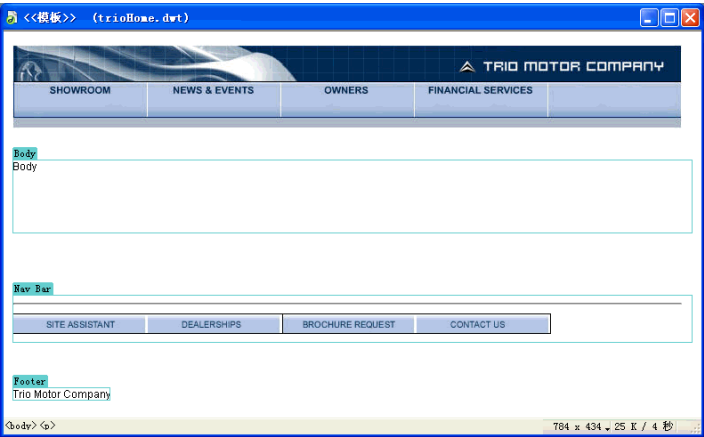 <<模板>> (trioHome.dwt)
TRIO MOTOR COMPANY
SHOWROOM NEWS & EVENTS OWNERS FINANCIAL SERVICES
Body
Body
Nav Bar
SITE ASSISTANT DEALERSHIPS BROCHURE REQUEST CONTACT US
Footer
Trio Motor Company
<body> <p> 784 x 434 25 K / 4 秒